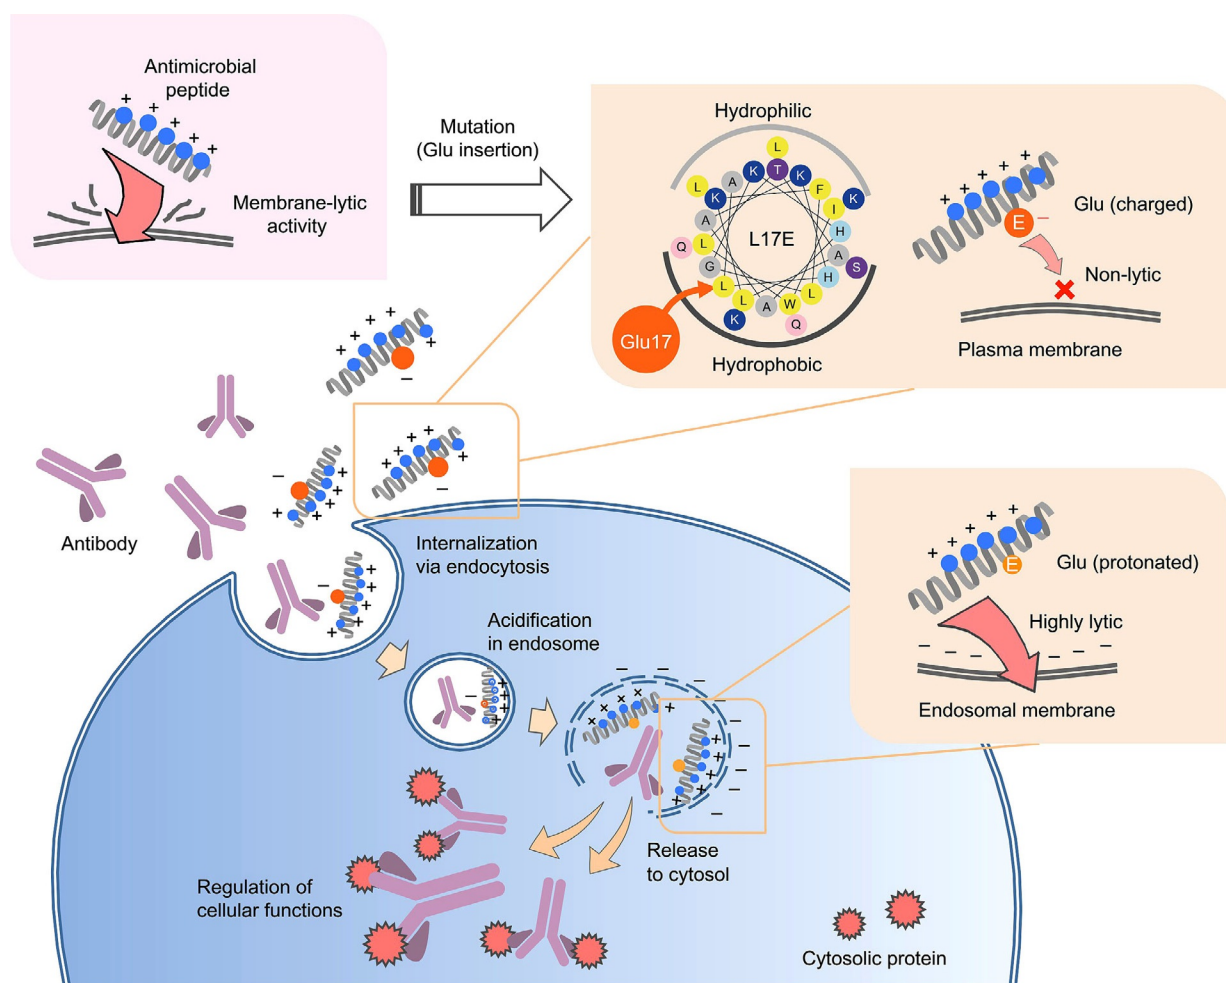 Antimicrobial
peptide
+ + + + +
Membrane-lytic
activity
Mutation
(Glu insertion)
Hydrophilic
L
K T K
L A F
K K
A I
H
Q L
A
G S
H
L L
L W
K A
Q
L17E
Glu17
Hydrophobic
+ + + + +
E −
Glu (charged)
Non-lytic
Plasma membrane
+ + + + +
−
+ + + + +
−
−
+ + + + +
Antibody
Internalization
via endocytosis
− + + + + +
Acidification
in endosome
− + + + + +
+ + + + +
E
Glu (protonated)
Highly lytic
− − − − − − −
Endosomal membrane
− − − − − − − − −
+ + + + +
+ + + + +
Release
to cytosol
Regulation of
cellular functions
Cytosolic protein